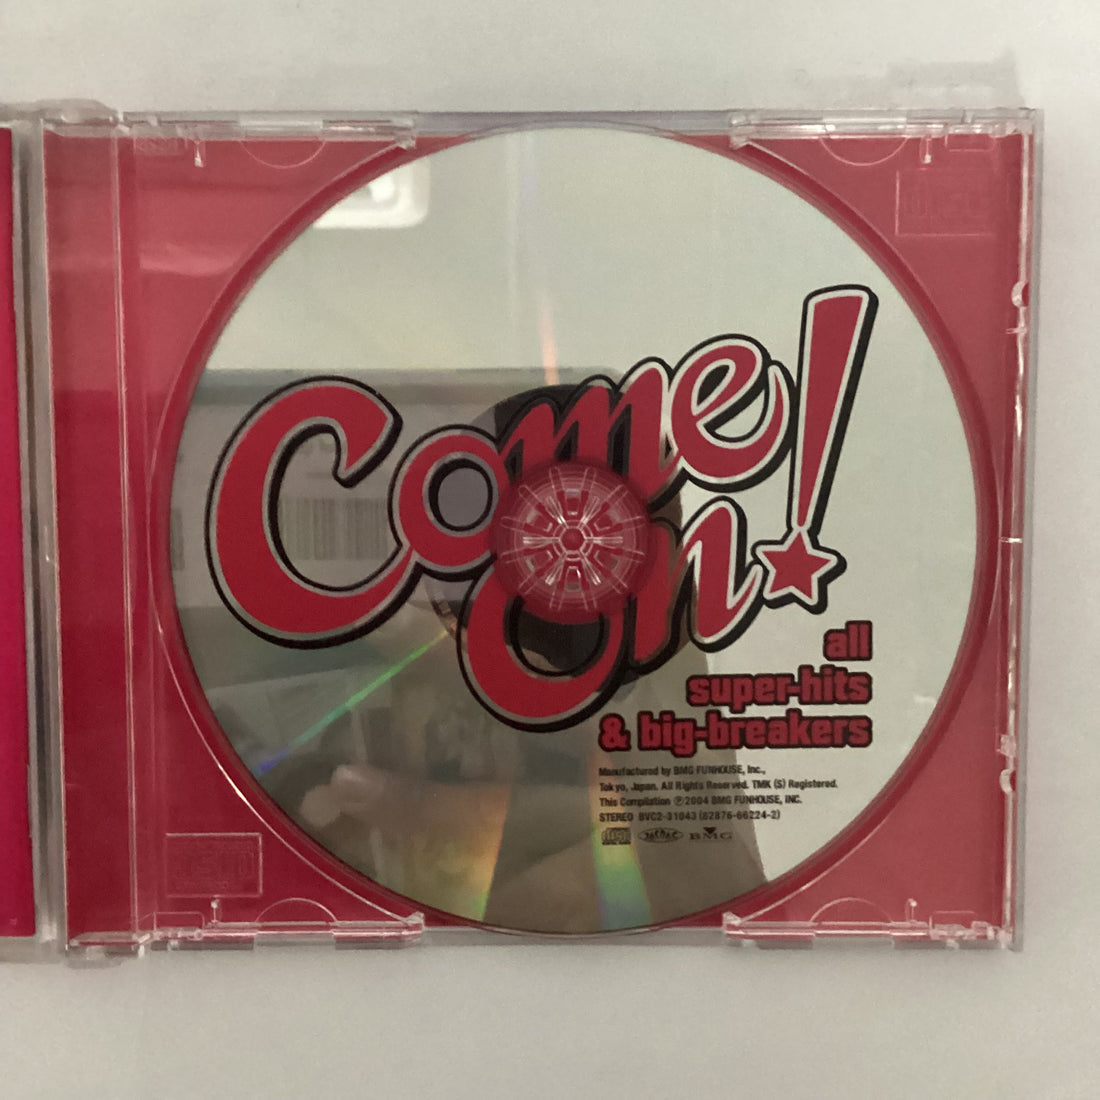 Come
On!
all
super-hits
& big-breakers
Manufactured by BMG FUNHOUSE, Inc.,
Tokyo, Japan. All Rights Reserved. TMK (S) Registered.
This Compilation ℗2004 BMG FUNHOUSE, INC.
STEREO BVC2-31043 (82876-66224-2)
BMG